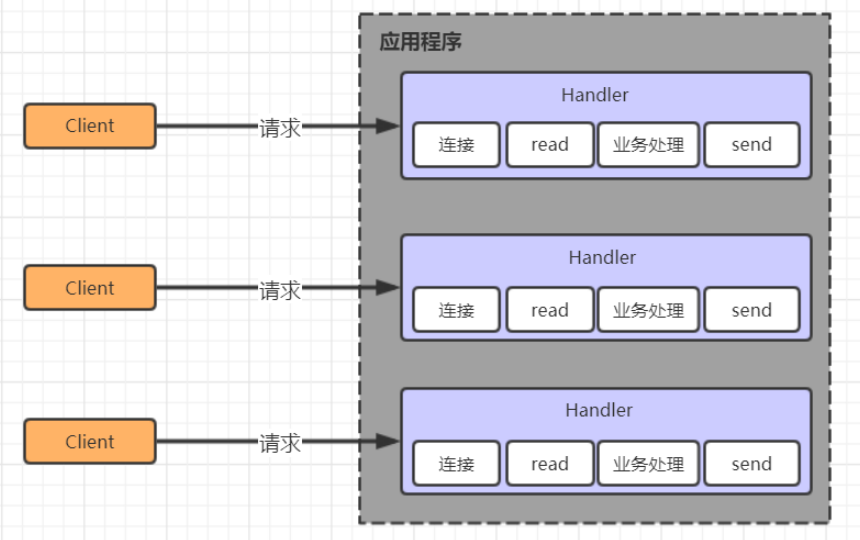 应用程序
Handler
Client
请求
连接
read
业务处理
send
Handler
Client
请求
连接
read
业务处理
send
Handler
Client
请求
连接
read
业务处理
send